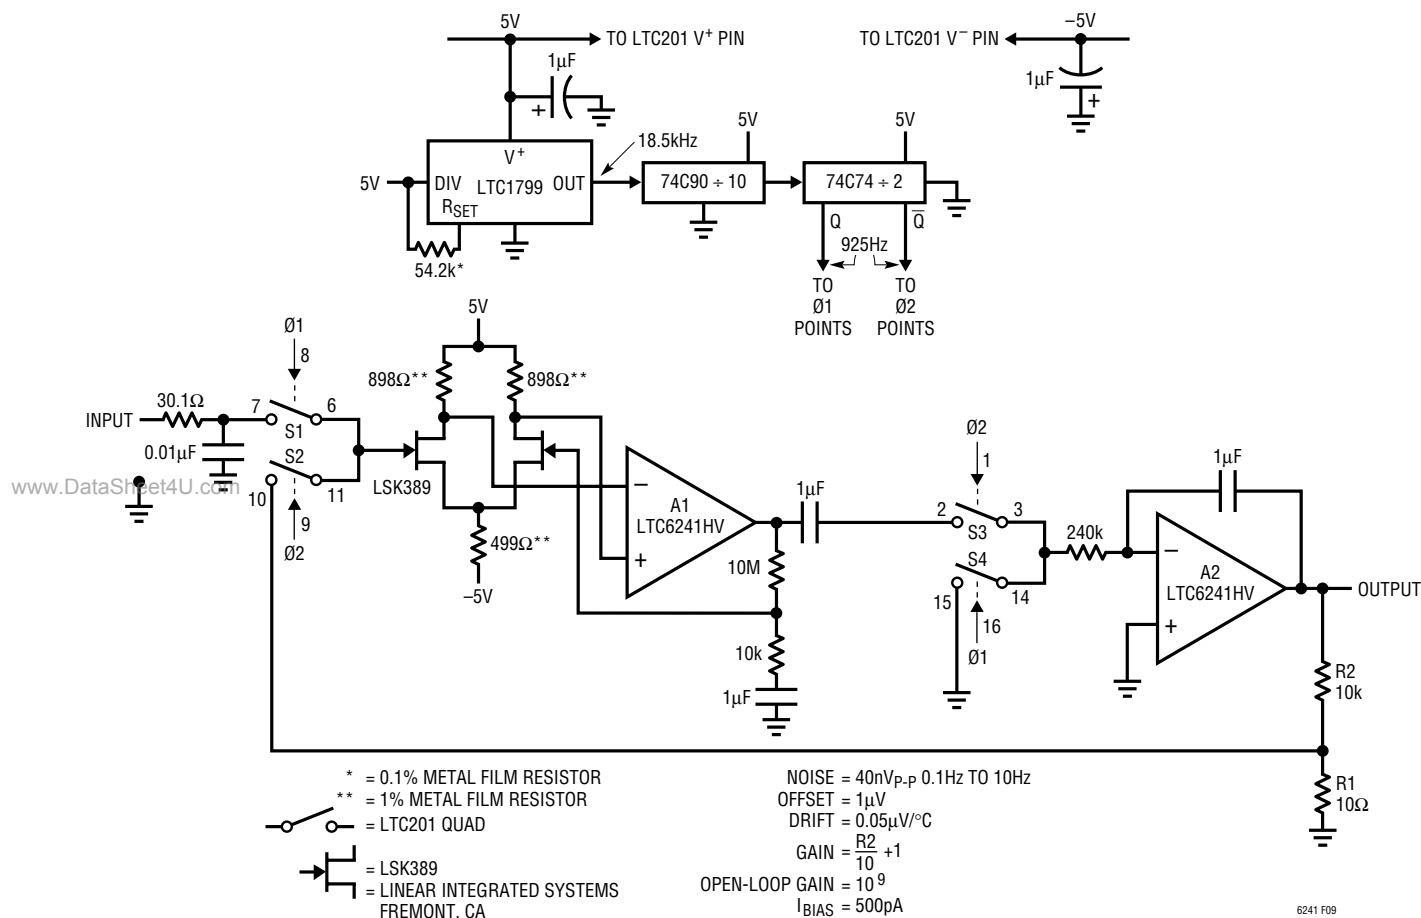 5V
TO LTC201 V+ PIN
–5V
TO LTC201 V– PIN
1µF
+
1µF
+
18.5kHz
5V
5V
V+
5V
DIV
LTC1799
OUT
RSET
54.2k*
74C90 ÷ 10
74C74 ÷ 2
Q
Q̅
925Hz
TO
Ø1
POINTS
TO
Ø2
POINTS
5V
Ø1
8
898Ω**
898Ω**
INPUT
30.1Ω
7
6
S1
0.01µF
S2
10
11
9
Ø2
LSK389
499Ω**
–5V
–
A1
LTC6241HV
+
1µF
10M
10k
1µF
Ø2
1
2
3
S3
S4
15
14
16
Ø1
240k
1µF
–
A2
LTC6241HV
+
OUTPUT
R2
10k
R1
10Ω
www.DataSheet4U.com
* = 0.1% METAL FILM RESISTOR
** = 1% METAL FILM RESISTOR
= LTC201 QUAD
= LSK389
= LINEAR INTEGRATED SYSTEMS
FREMONT, CA
NOISE = 40nVP-P 0.1Hz TO 10Hz
OFFSET = 1µV
DRIFT = 0.05µV/°C
GAIN = R2/10 +1
OPEN-LOOP GAIN = 10⁹
IBIAS = 500pA
6241 F09